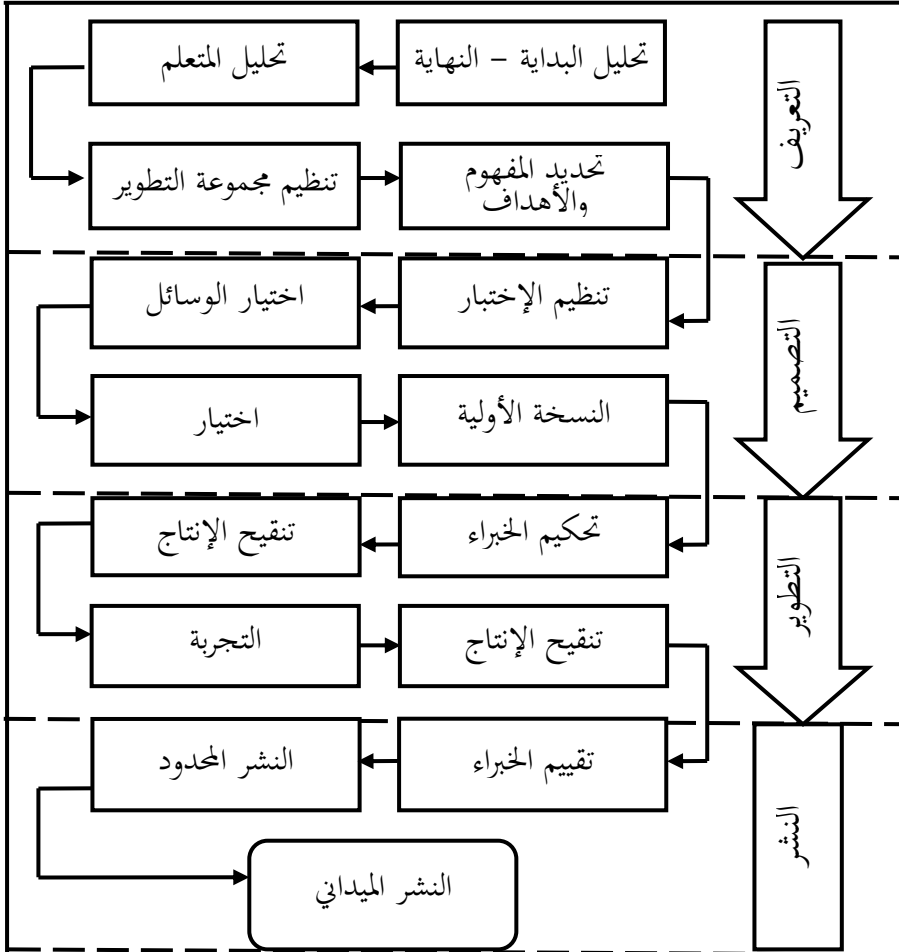 التعريف
تحليل البداية – النهاية
تحليل المتعلم
تنظيم مجموعة التطوير
تحديد المفهوم
والأهداف
التصميم
تنظيم الإختبار
اختيار الوسائل
اختيار
النسخة الأولية
التطوير
تحكيم الخبراء
تنقيح الإنتاج
التجربة
تنقيح الإنتاج
النشر
تقييم الخبراء
النشر المحدود
النشر الميداني